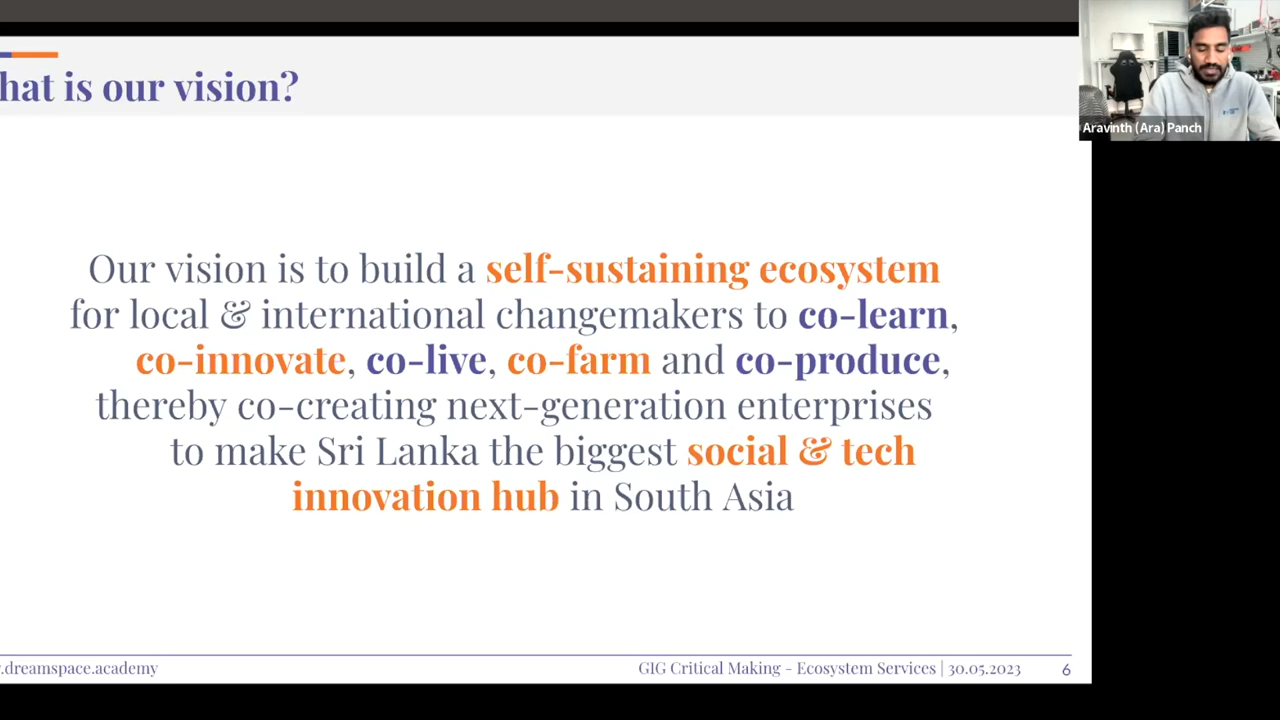 hat is our vision?
Aravinth (Ara) Panch
Our vision is to build a self-sustaining ecosystem
for local & international changemakers to co-learn,
co-innovate, co-live, co-farm and co-produce,
thereby co-creating next-generation enterprises
to make Sri Lanka the biggest social & tech
innovation hub in South Asia
.dreamspace.academy
GIG Critical Making - Ecosystem Services | 30.05.2023
6